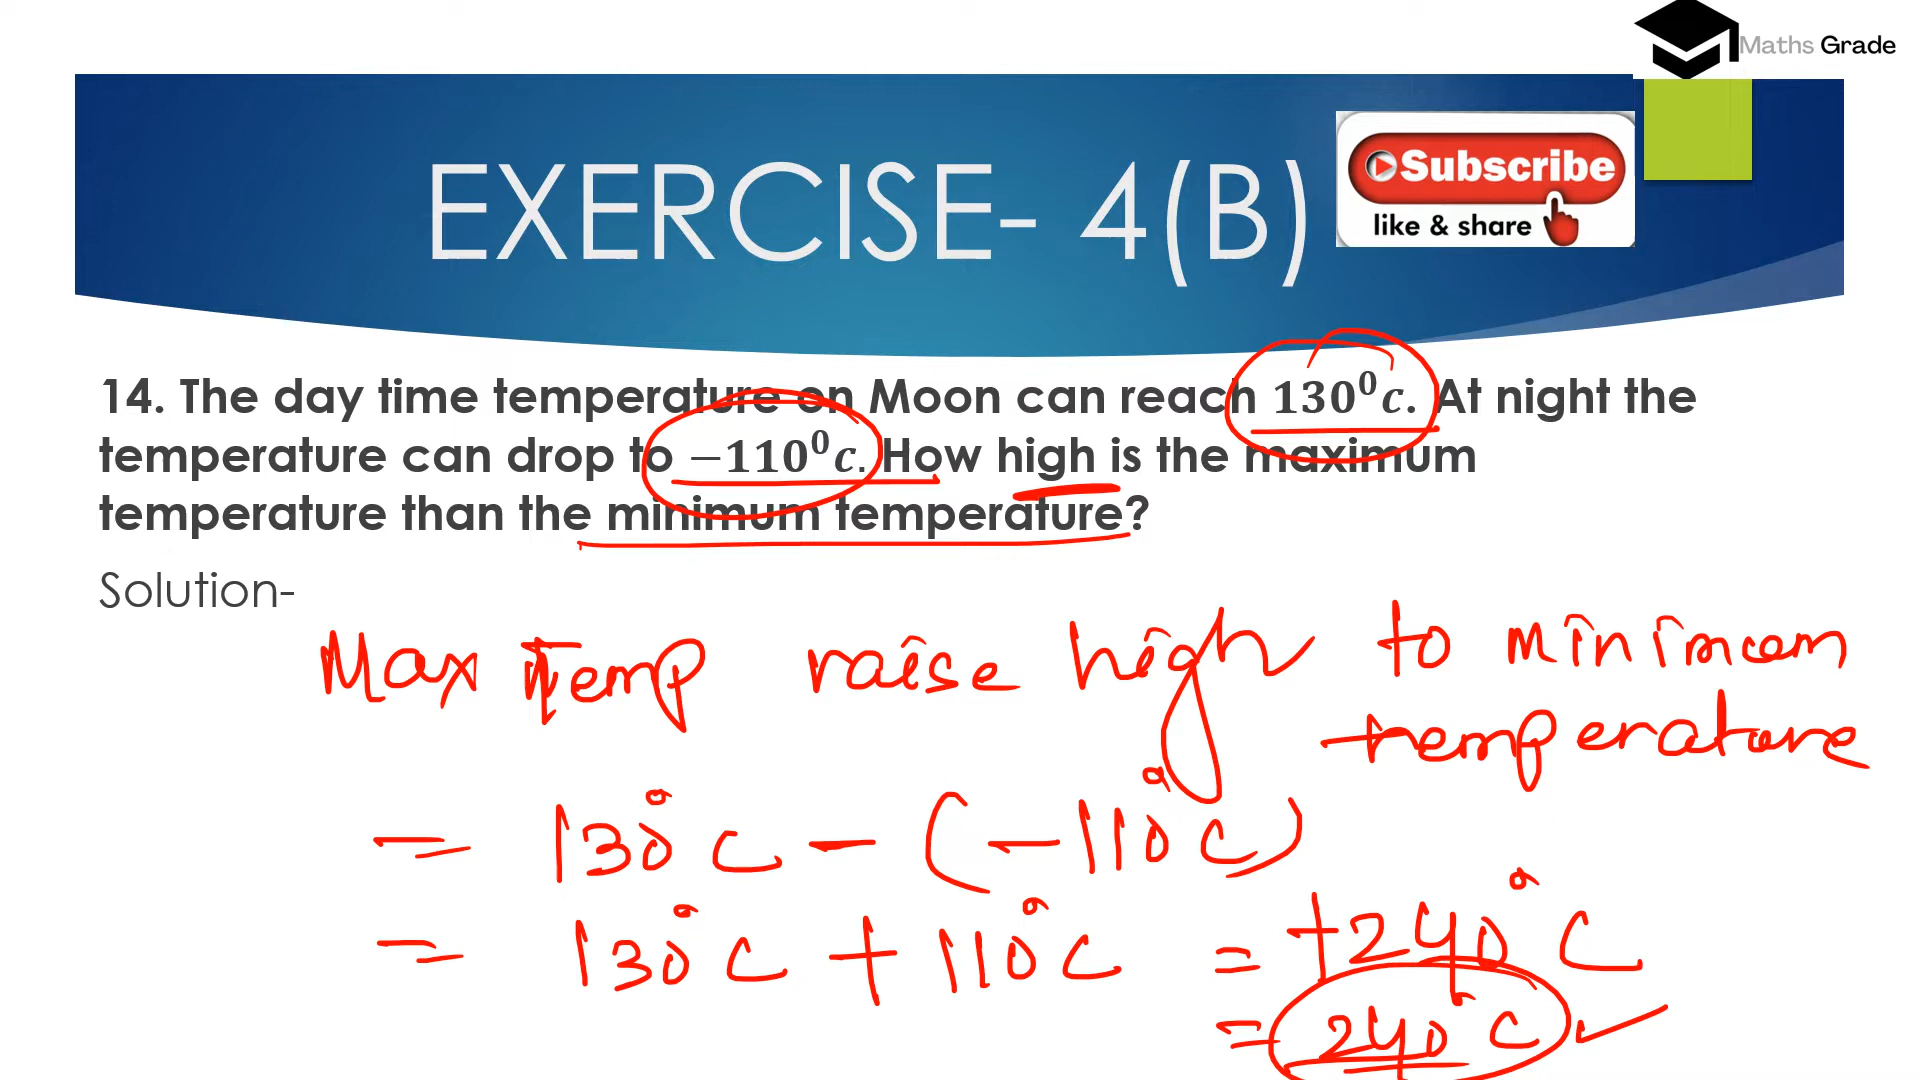 Maths Grade
EXERCISE- 4(B)
Subscribe
like & share
14. The day time temperature on Moon can reach 130⁰c. At night the
temperature can drop to −110⁰c. How high is the maximum
temperature than the minimum temperature?
Solution-
Max Temp raise high to minimum
temperature
= 130°C − (−110°C)
= 130°C + 110°C = +240°C
= 240°C ✓